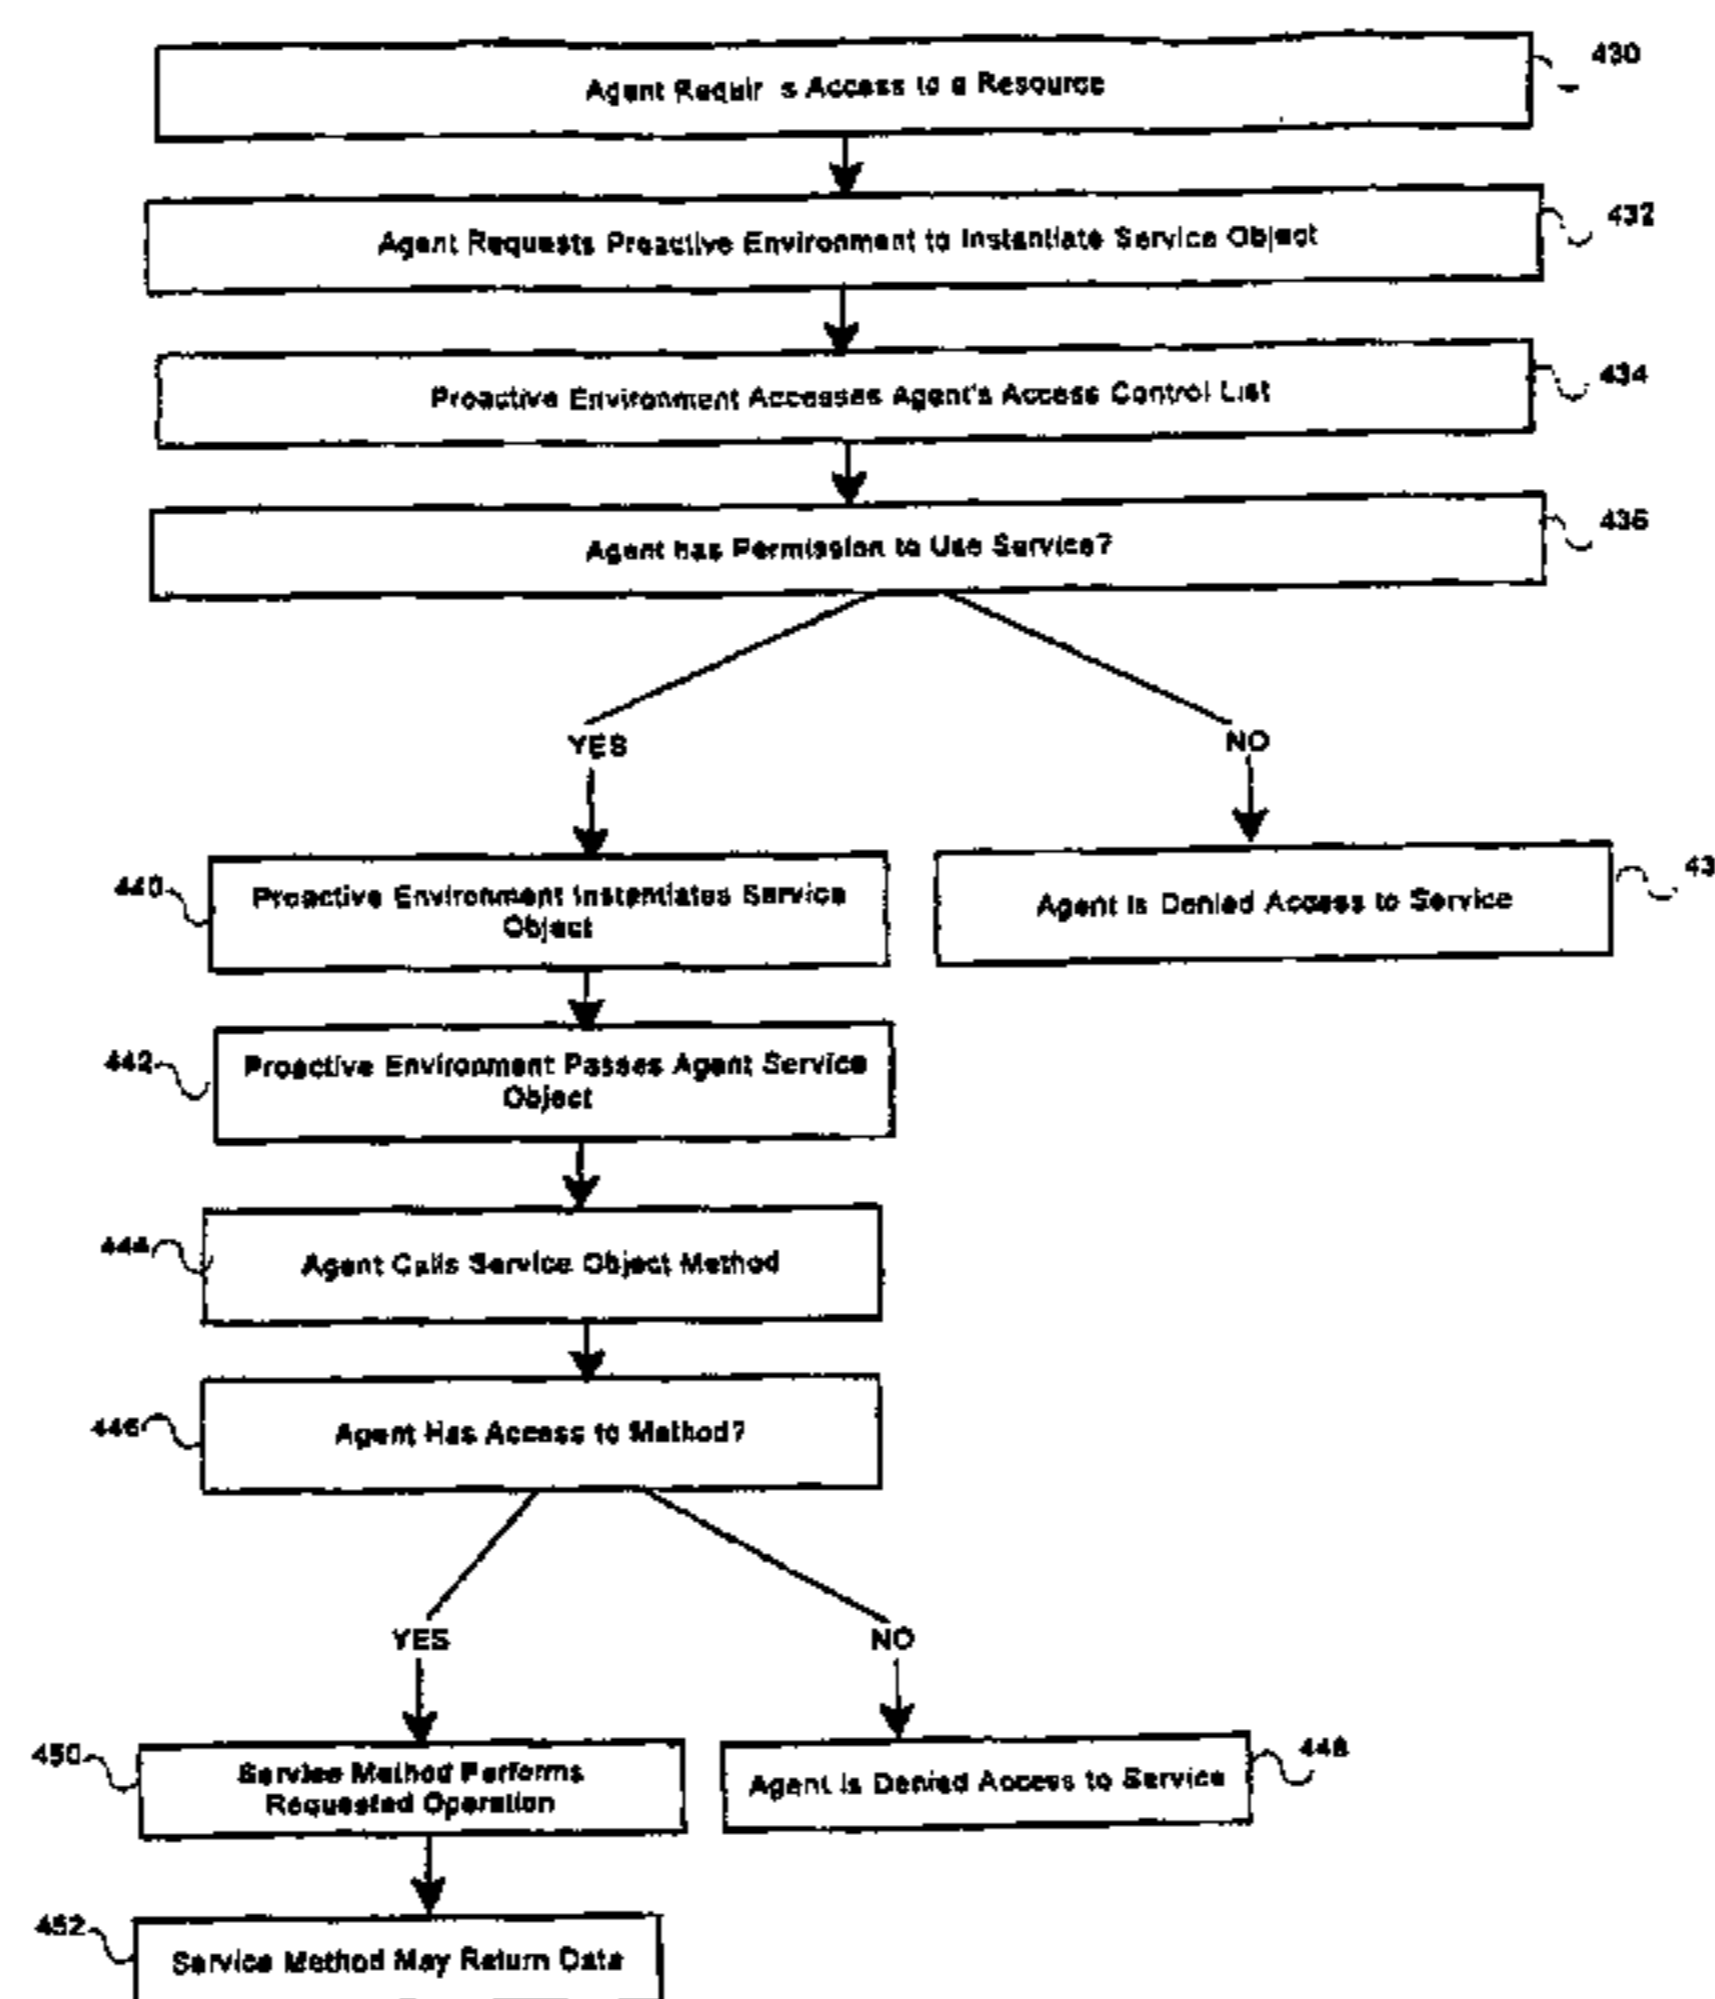 Agent Requir s Access to a Resource
430
Agent Requests Proactive Environment to Instantiate Service Object
432
Proactive Environment Accesses Agent's Access Control List
434
Agent has Permission to Use Service?
436
YES
NO
440
Proactive Environment Instantiates Service
Object
Agent is Denied Access to Service
43
442
Proactive Environment Passes Agent Service
Object
444
Agent Calls Service Object Method
446
Agent Has Access to Method?
YES
NO
450
Service Method Performs
Requested Operation
Agent is Denied Access to Service
448
452
Service Method May Return Data